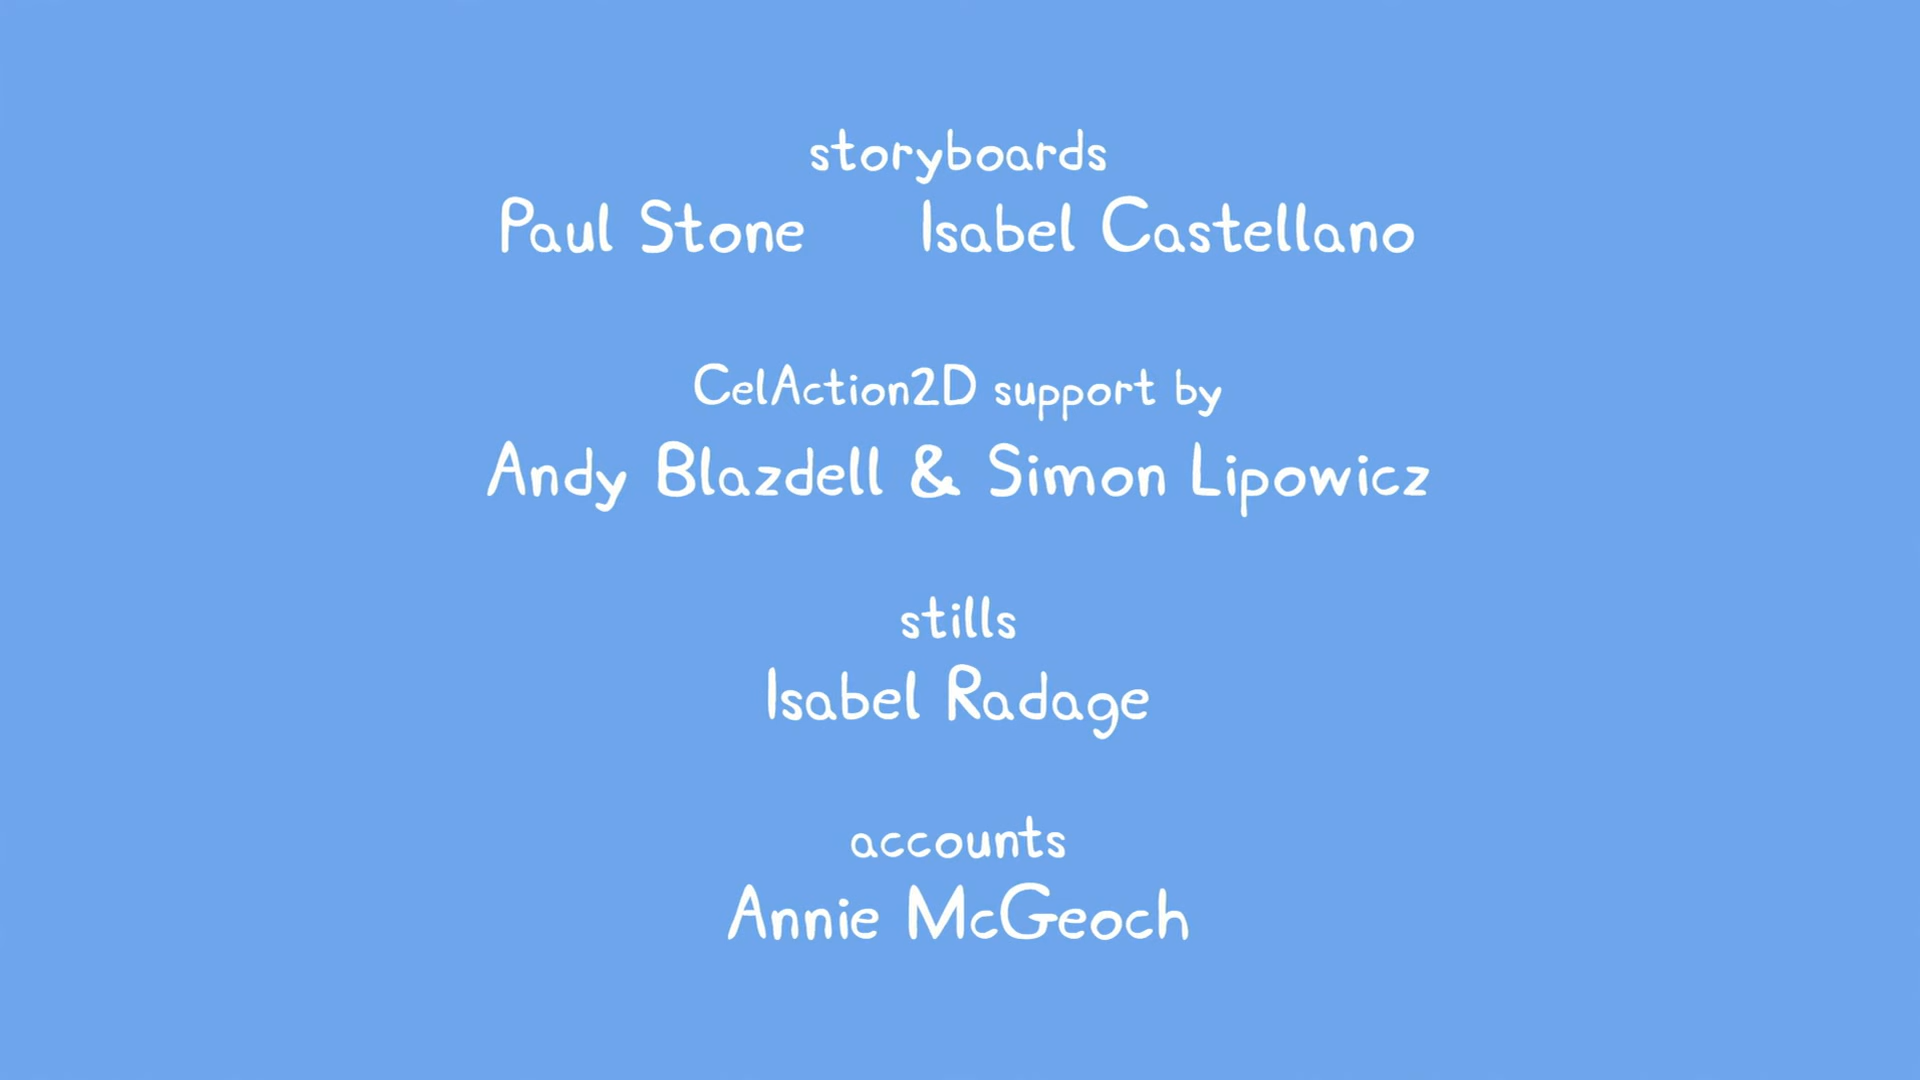 storyboards
Paul Stone Isabel Castellano
CelAction2D support by
Andy Blazdell & Simon Lipowicz
stills
Isabel Radage
accounts
Annie McGeoch